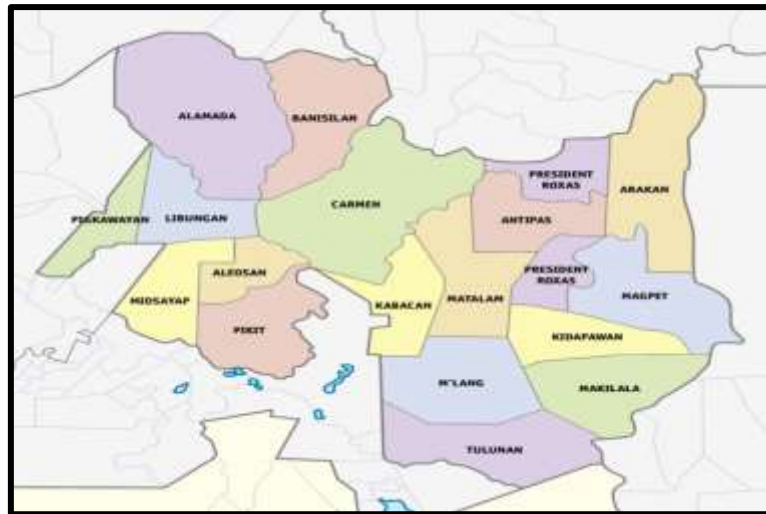 ALAMADA
BANISILAN
PRESIDENT
ROXAS
ARAKAN
CARMEN
PIGKAWAYAN
LIBUNGAN
ANTIPAS
ALEOSAN
PRESIDENT
ROXAS
MIDSAYAP
KABACAN
MATALAM
MAGPET
PIKIT
KIDAPAWAN
M'LANG
MAKILALA
TULUNAN